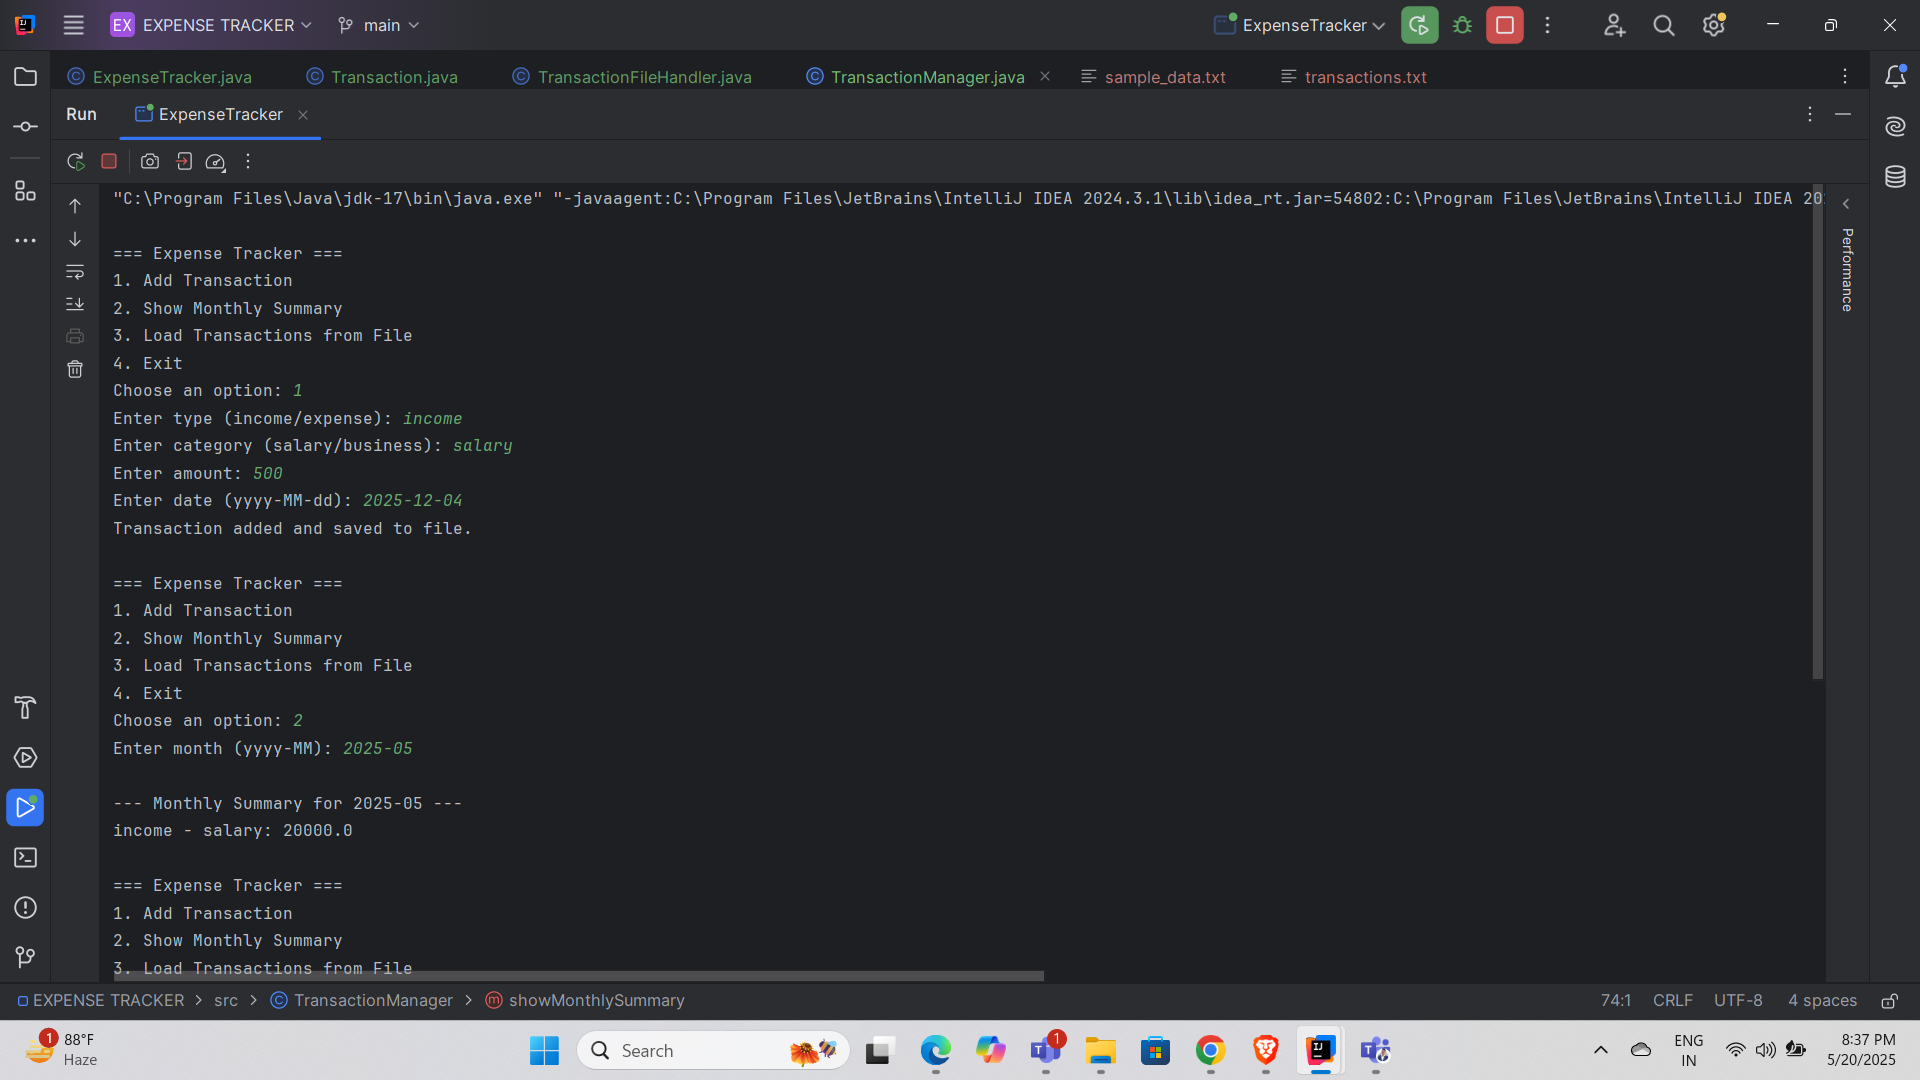 EX EXPENSE TRACKER main ExpenseTracker
ExpenseTracker.java Transaction.java TransactionFileHandler.java TransactionManager.java sample_data.txt transactions.txt
Run ExpenseTracker
"C:\Program Files\Java\jdk-17\bin\java.exe" "-javaagent:C:\Program Files\JetBrains\IntelliJ IDEA 2024.3.1\lib\idea_rt.jar=54802:C:\Program Files\JetBrains\IntelliJ IDEA 20
Performance
=== Expense Tracker ===
1. Add Transaction
2. Show Monthly Summary
3. Load Transactions from File
4. Exit
Choose an option: 1
Enter type (income/expense): income
Enter category (salary/business): salary
Enter amount: 500
Enter date (yyyy-MM-dd): 2025-12-04
Transaction added and saved to file.
=== Expense Tracker ===
1. Add Transaction
2. Show Monthly Summary
3. Load Transactions from File
4. Exit
Choose an option: 2
Enter month (yyyy-MM): 2025-05
--- Monthly Summary for 2025-05 ---
income - salary: 20000.0
=== Expense Tracker ===
1. Add Transaction
2. Show Monthly Summary
3. Load Transactions from File
EXPENSE TRACKER > src > TransactionManager > showMonthlySummary 74:1 CRLF UTF-8 4 spaces
1 88°F
Haze
Search
1
ENG
IN
8:37 PM
5/20/2025